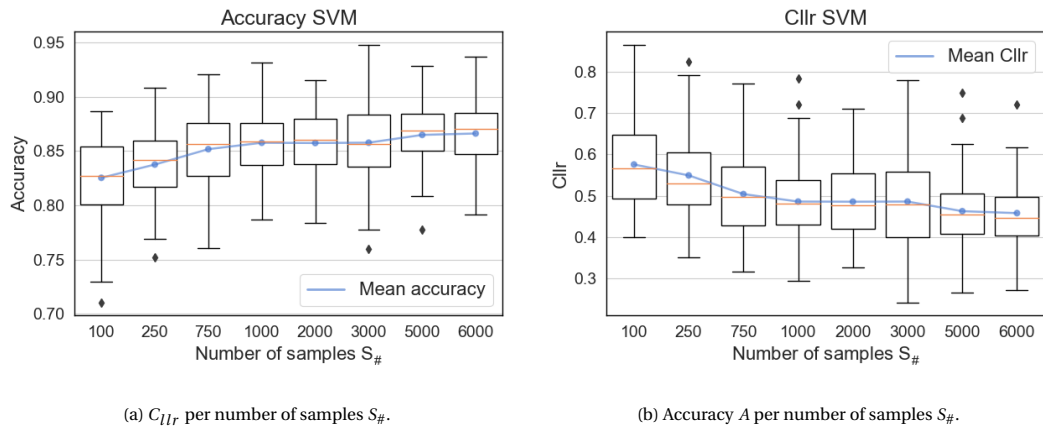 Accuracy SVM
0.95
0.90
0.85
0.80
0.75
0.70
Accuracy
Mean accuracy
100 250 750 1000 2000 3000 5000 6000
Number of samples S#
(a) Cllr per number of samples S#.
Cllr SVM
0.8
0.7
0.6
0.5
0.4
0.3
Cllr
Mean Cllr
100 250 750 1000 2000 3000 5000 6000
Number of samples S#
(b) Accuracy A per number of samples S#.